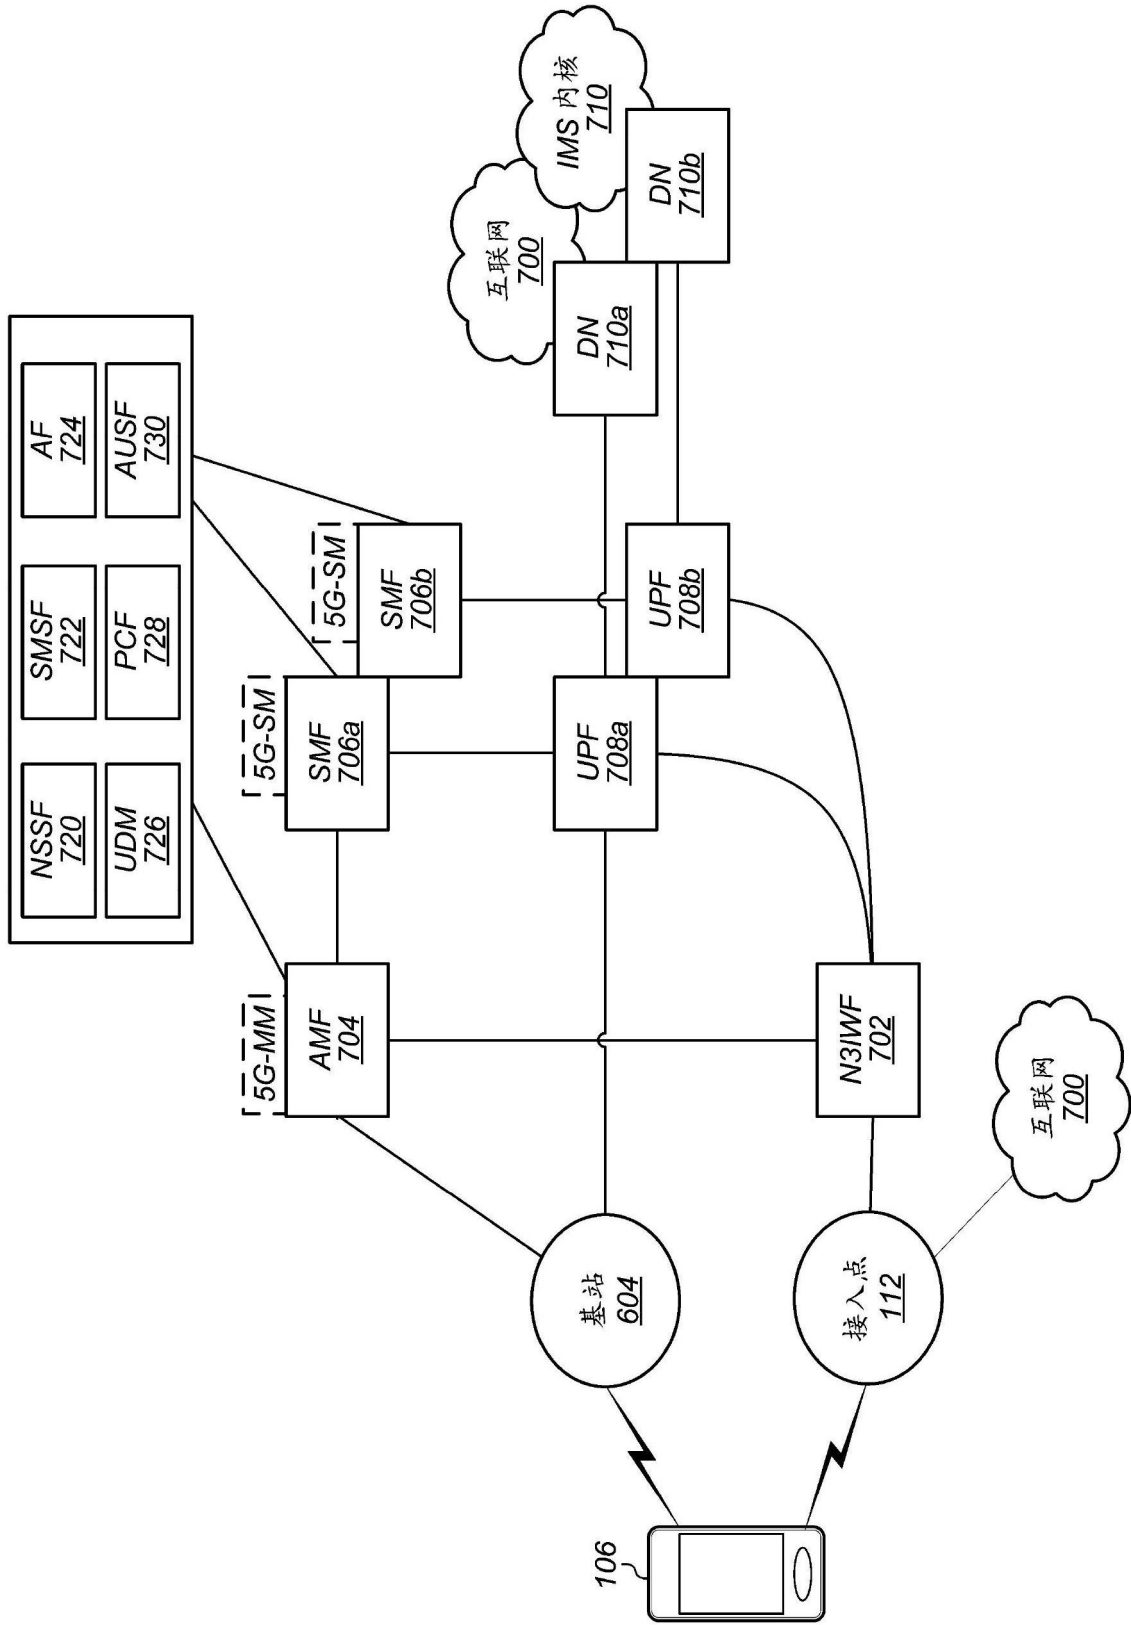 NSSF
720
SMSF
722
AF
724
UDM
726
PCF
728
AUSF
730
5G-MM
AMF
704
5G-SM
SMF
706a
5G-SM
SMF
706b
106
基站
604
UPF
708a
UPF
708b
DN
710a
DN
710b
互联网
700
IMS 内核
710
接入点
112
N3IWF
702
互联网
700